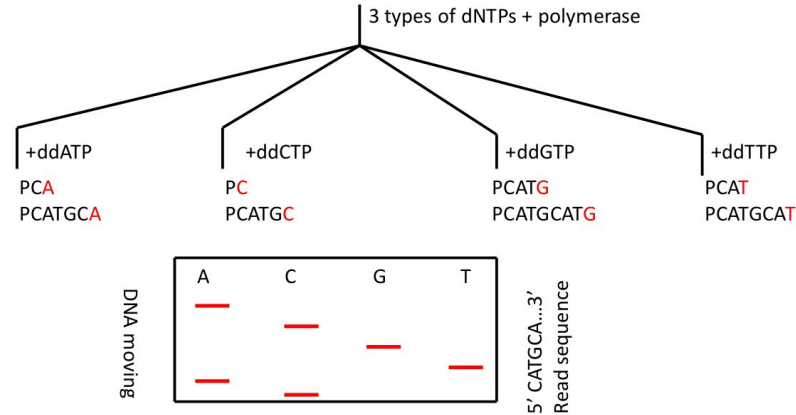 3 types of dNTPs + polymerase
+ddATP
PCA
PCATGCA
+ddCTP
PC
PCATGC
+ddGTP
PCATG
PCATGCATG
+ddTTP
PCAT
PCATGCAT
A C G T
DNA moving
5’ CATGCA...3’
Read sequence